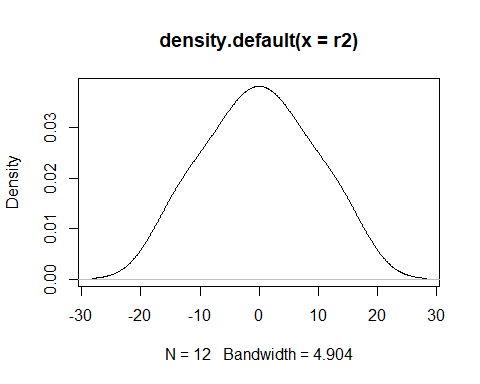 density.default(x = r2)
Density
0.00
0.01
0.02
0.03
-30 -20 -10 0 10 20 30
N = 12 Bandwidth = 4.904